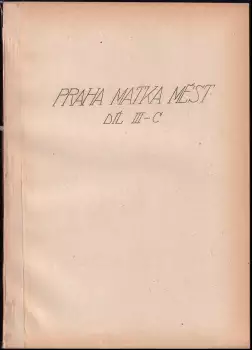 PRAHA MATKA MĚST
DÍL III-C